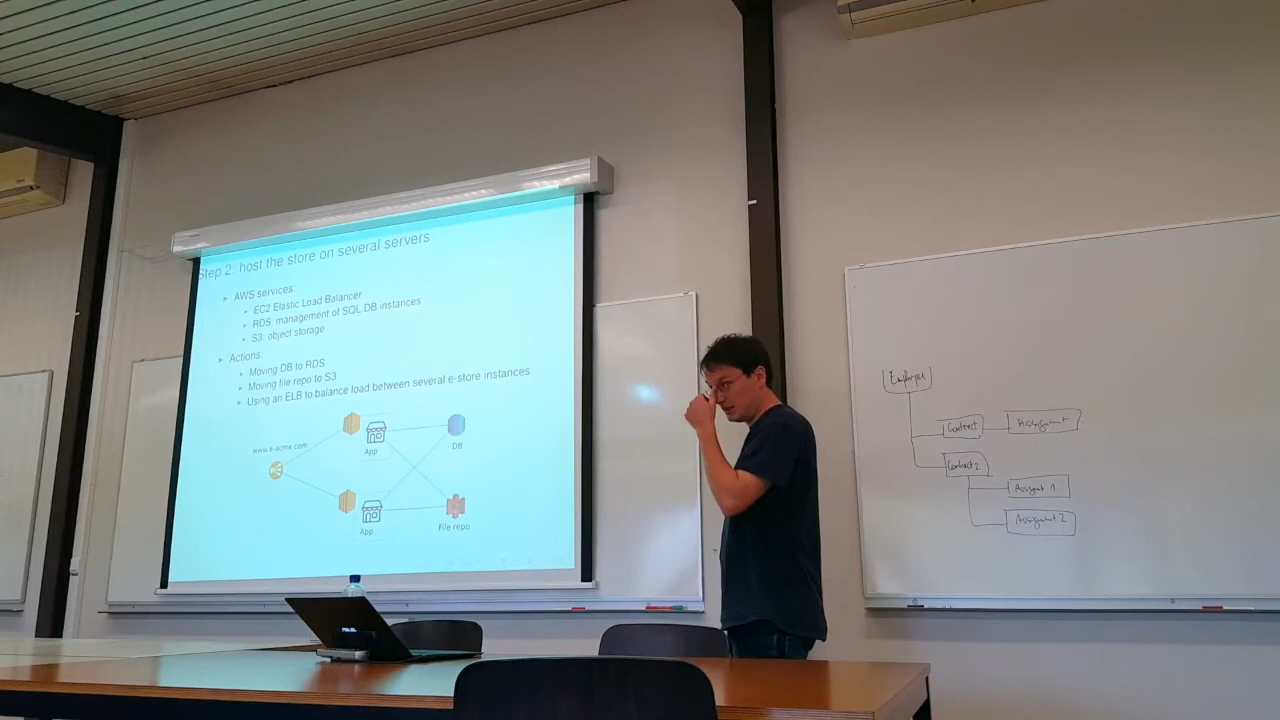 Step 2: host the store on several servers
AWS services:
EC2 Elastic Load Balancer
RDS: management of SQL DB instances
S3: object storage
Actions:
Moving DB to RDS
Moving file repo to S3
Using an ELB to balance load between several e-store instances
www.e-acme.com
App
DB
App
File repo
ASUS
Employee
Contract
Assignment
Contract 2
Assigmt 1
Assignmt 2